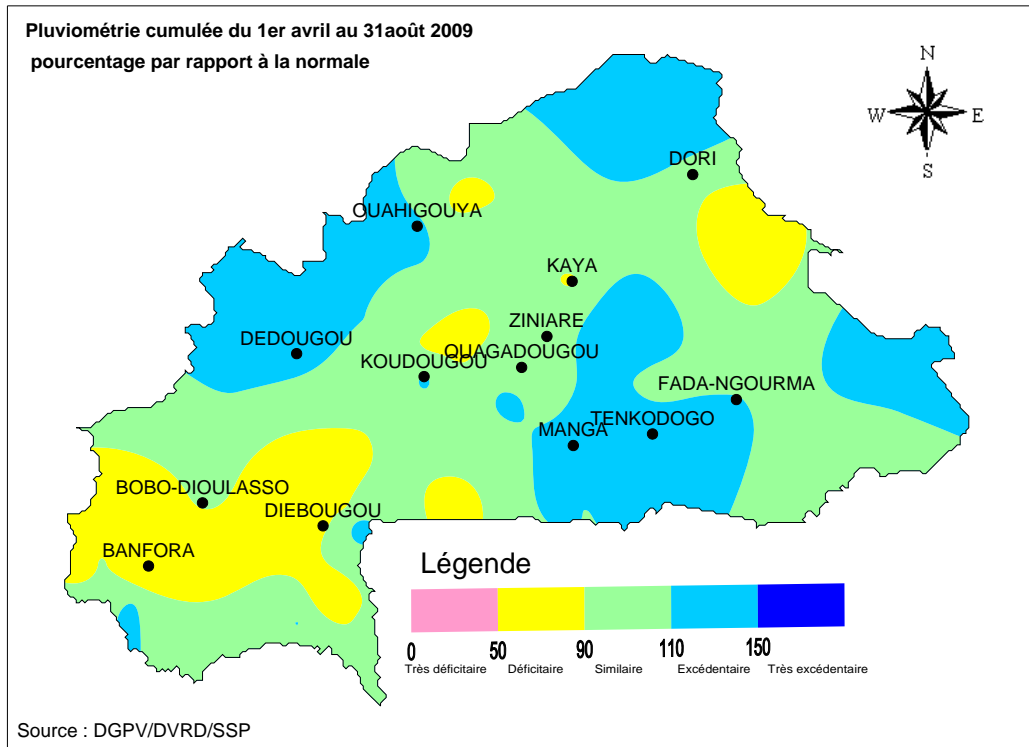 Pluviométrie cumulée du 1er avril au 31août 2009
pourcentage par rapport à la normale
N
W
E
S
DORI
OUAHIGOUYA
KAYA
ZINIARE
DEDOUGOU
OUAGADOUGOU
KOUDOUGOU
FADA-NGOURMA
TENKODOGO
MANGA
BOBO-DIOULASSO
DIEBOUGOU
BANFORA
Légende
0 50 90 110 150
Très déficitaire Déficitaire Similaire Excédentaire Très excédentaire
Source : DGPV/DVRD/SSP